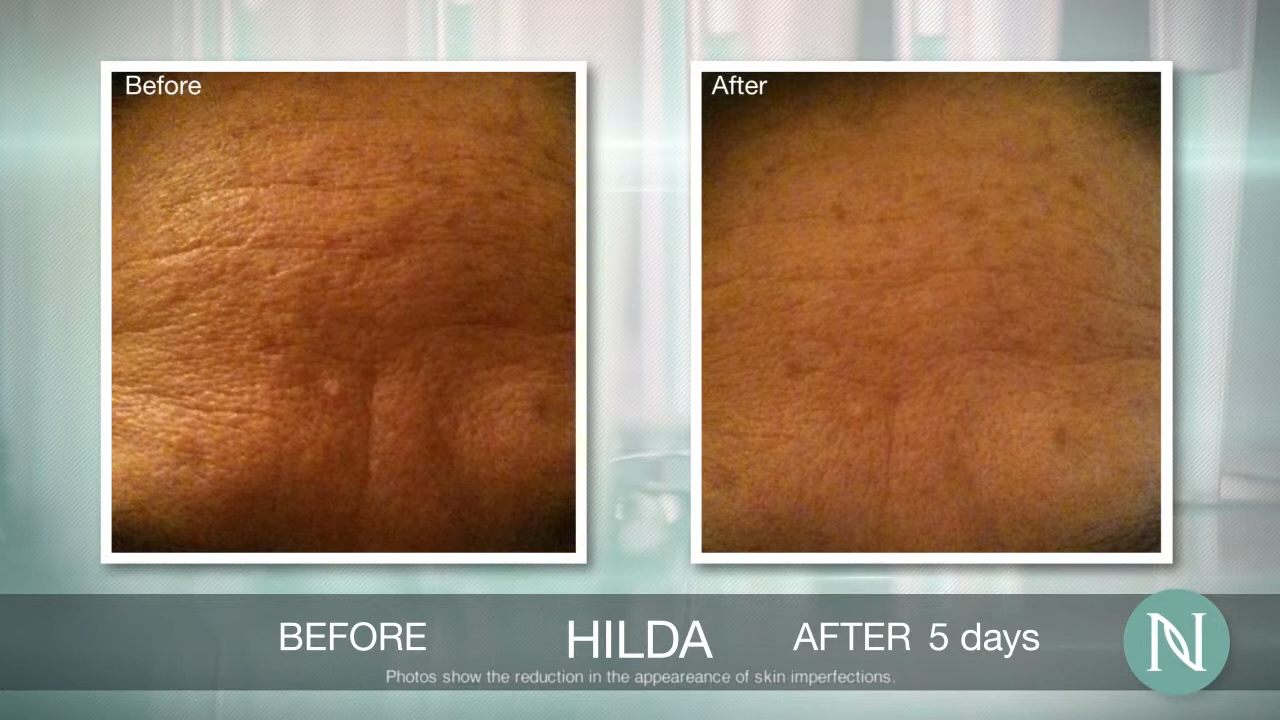 Before
After
BEFORE HILDA AFTER 5 days
Photos show the reduction in the appeareance of skin imperfections.
N